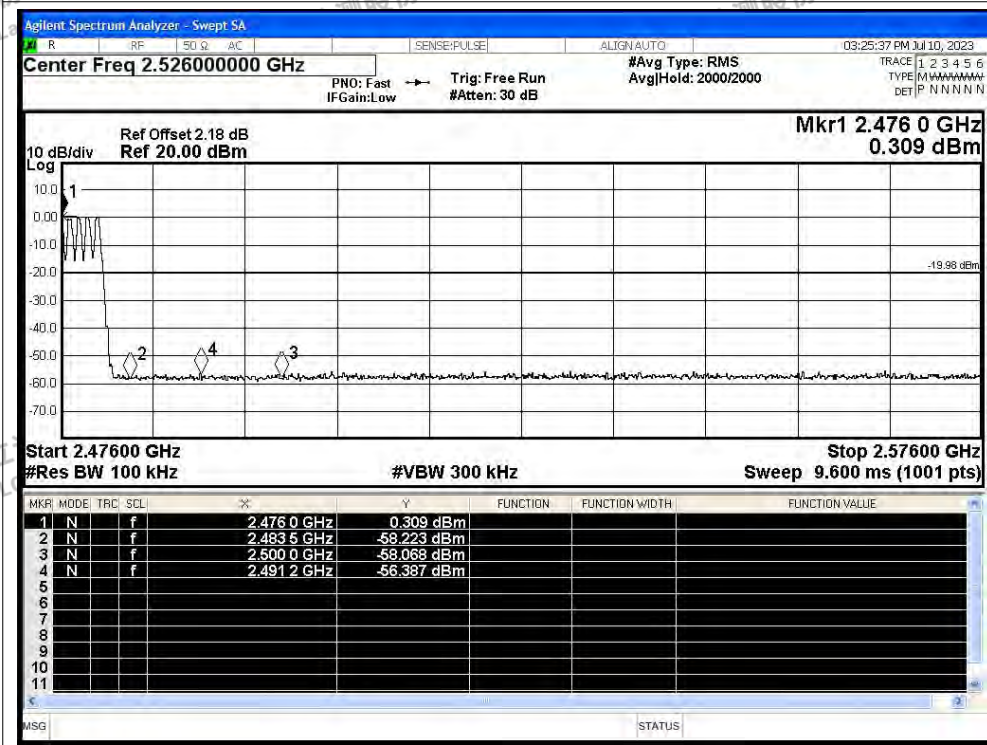 Agilent Spectrum Analyzer - Swept SA
R RF 50 Ω AC SENSE:PULSE ALIGN AUTO 03:25:37 PM Jul 10, 2023
Center Freq 2.526000000 GHz
PNO: Fast
IFGain:Low
Trig: Free Run
#Atten: 30 dB
#Avg Type: RMS
Avg|Hold: 2000/2000
TRACE 1 2 3 4 5 6
TYPE M
DET P N N N N N
Mkr1 2.476 0 GHz
0.309 dBm
Ref Offset 2.18 dB
10 dB/div Ref 20.00 dBm
Log
10.0
0.00
-10.0
-20.0
-30.0
-40.0
-50.0
-60.0
-70.0
1
2
4
3
-19.98 dBm
Start 2.47600 GHz Stop 2.57600 GHz
#Res BW 100 kHz #VBW 300 kHz Sweep 9.600 ms (1001 pts)
MKR MODE TRC SCL X Y FUNCTION FUNCTION WIDTH FUNCTION VALUE
1 N f 2.476 0 GHz 0.309 dBm
2 N f 2.483 5 GHz -58.223 dBm
3 N f 2.500 0 GHz -58.068 dBm
4 N f 2.491 2 GHz -56.387 dBm
5
6
7
8
9
10
11
MSG STATUS